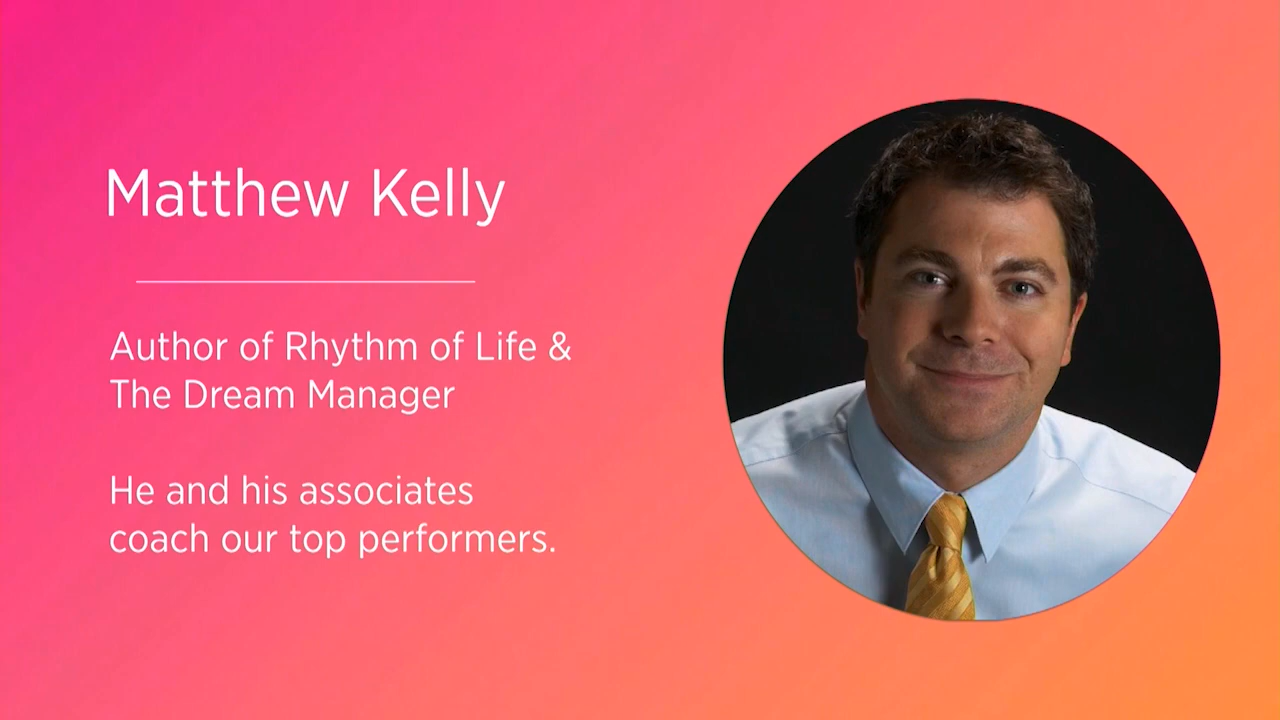 Matthew Kelly
Author of Rhythm of Life &
The Dream Manager
He and his associates
coach our top performers.